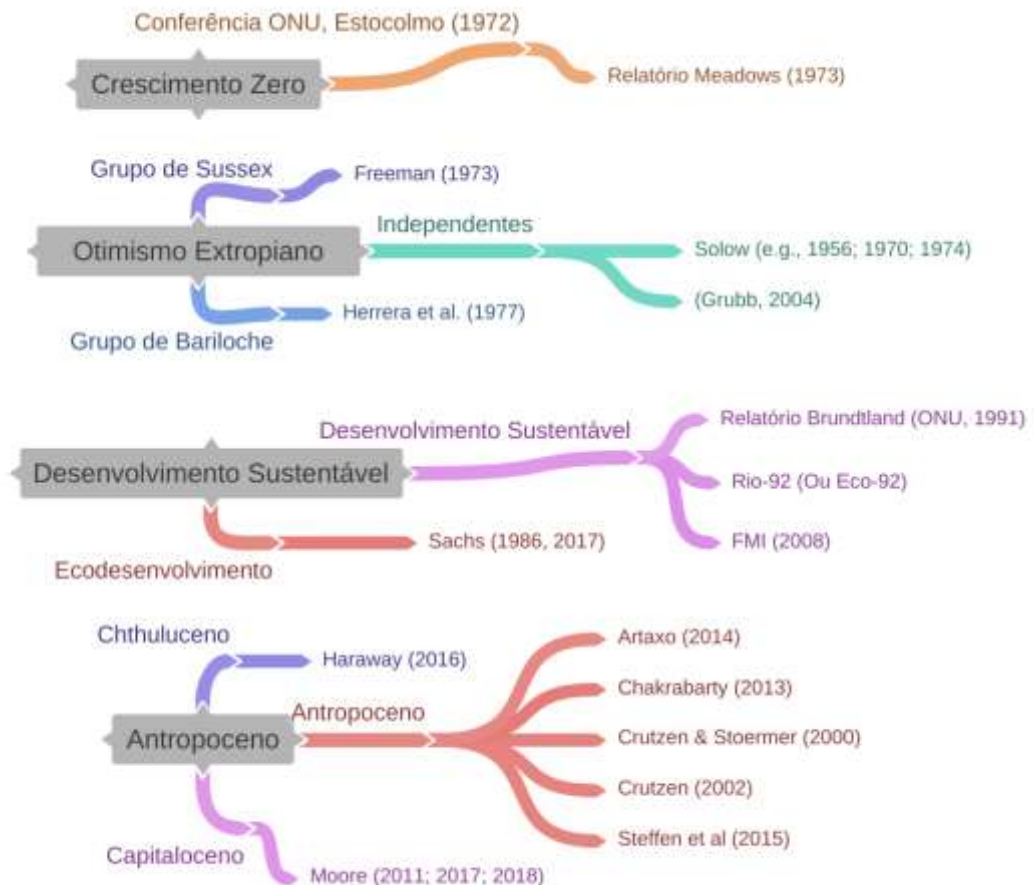 Conferência ONU, Estocolmo (1972)
Crescimento Zero
Relatório Meadows (1973)
Grupo de Sussex
Freeman (1973)
Independentes
Otimismo Extropiano
Solow (e.g., 1956; 1970; 1974)
(Grubb, 2004)
Herrera et al. (1977)
Grupo de Bariloche
Desenvolvimento Sustentável
Relatório Brundtland (ONU, 1991)
Desenvolvimento Sustentável
Rio-92 (Ou Eco-92)
Sachs (1986, 2017)
FMI (2008)
Ecodesenvolvimento
Chthuluceno
Haraway (2016)
Artaxo (2014)
Chakrabarty (2013)
Antropoceno
Antropoceno
Crutzen & Stoermer (2000)
Crutzen (2002)
Steffen et al (2015)
Capitaloceno
Moore (2011; 2017; 2018)